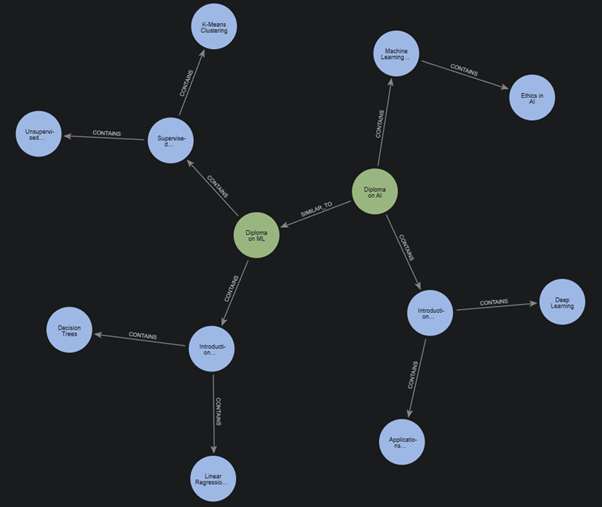 K-Means
Clustering
Machine
Learning...
CONTAINS
CONTAINS
Ethics in
AI
CONTAINS
Unsupervi-
sed...
CONTAINS
Supervise-
d...
CONTAINS
Diploma
on AI
SIMILAR_TO
Diploma
on ML
CONTAINS
CONTAINS
Deep
Learning
CONTAINS
Introducti-
on...
Decision
Trees
CONTAINS
Introducti-
on...
CONTAINS
CONTAINS
Applicatio-
ns...
Linear
Regressio...